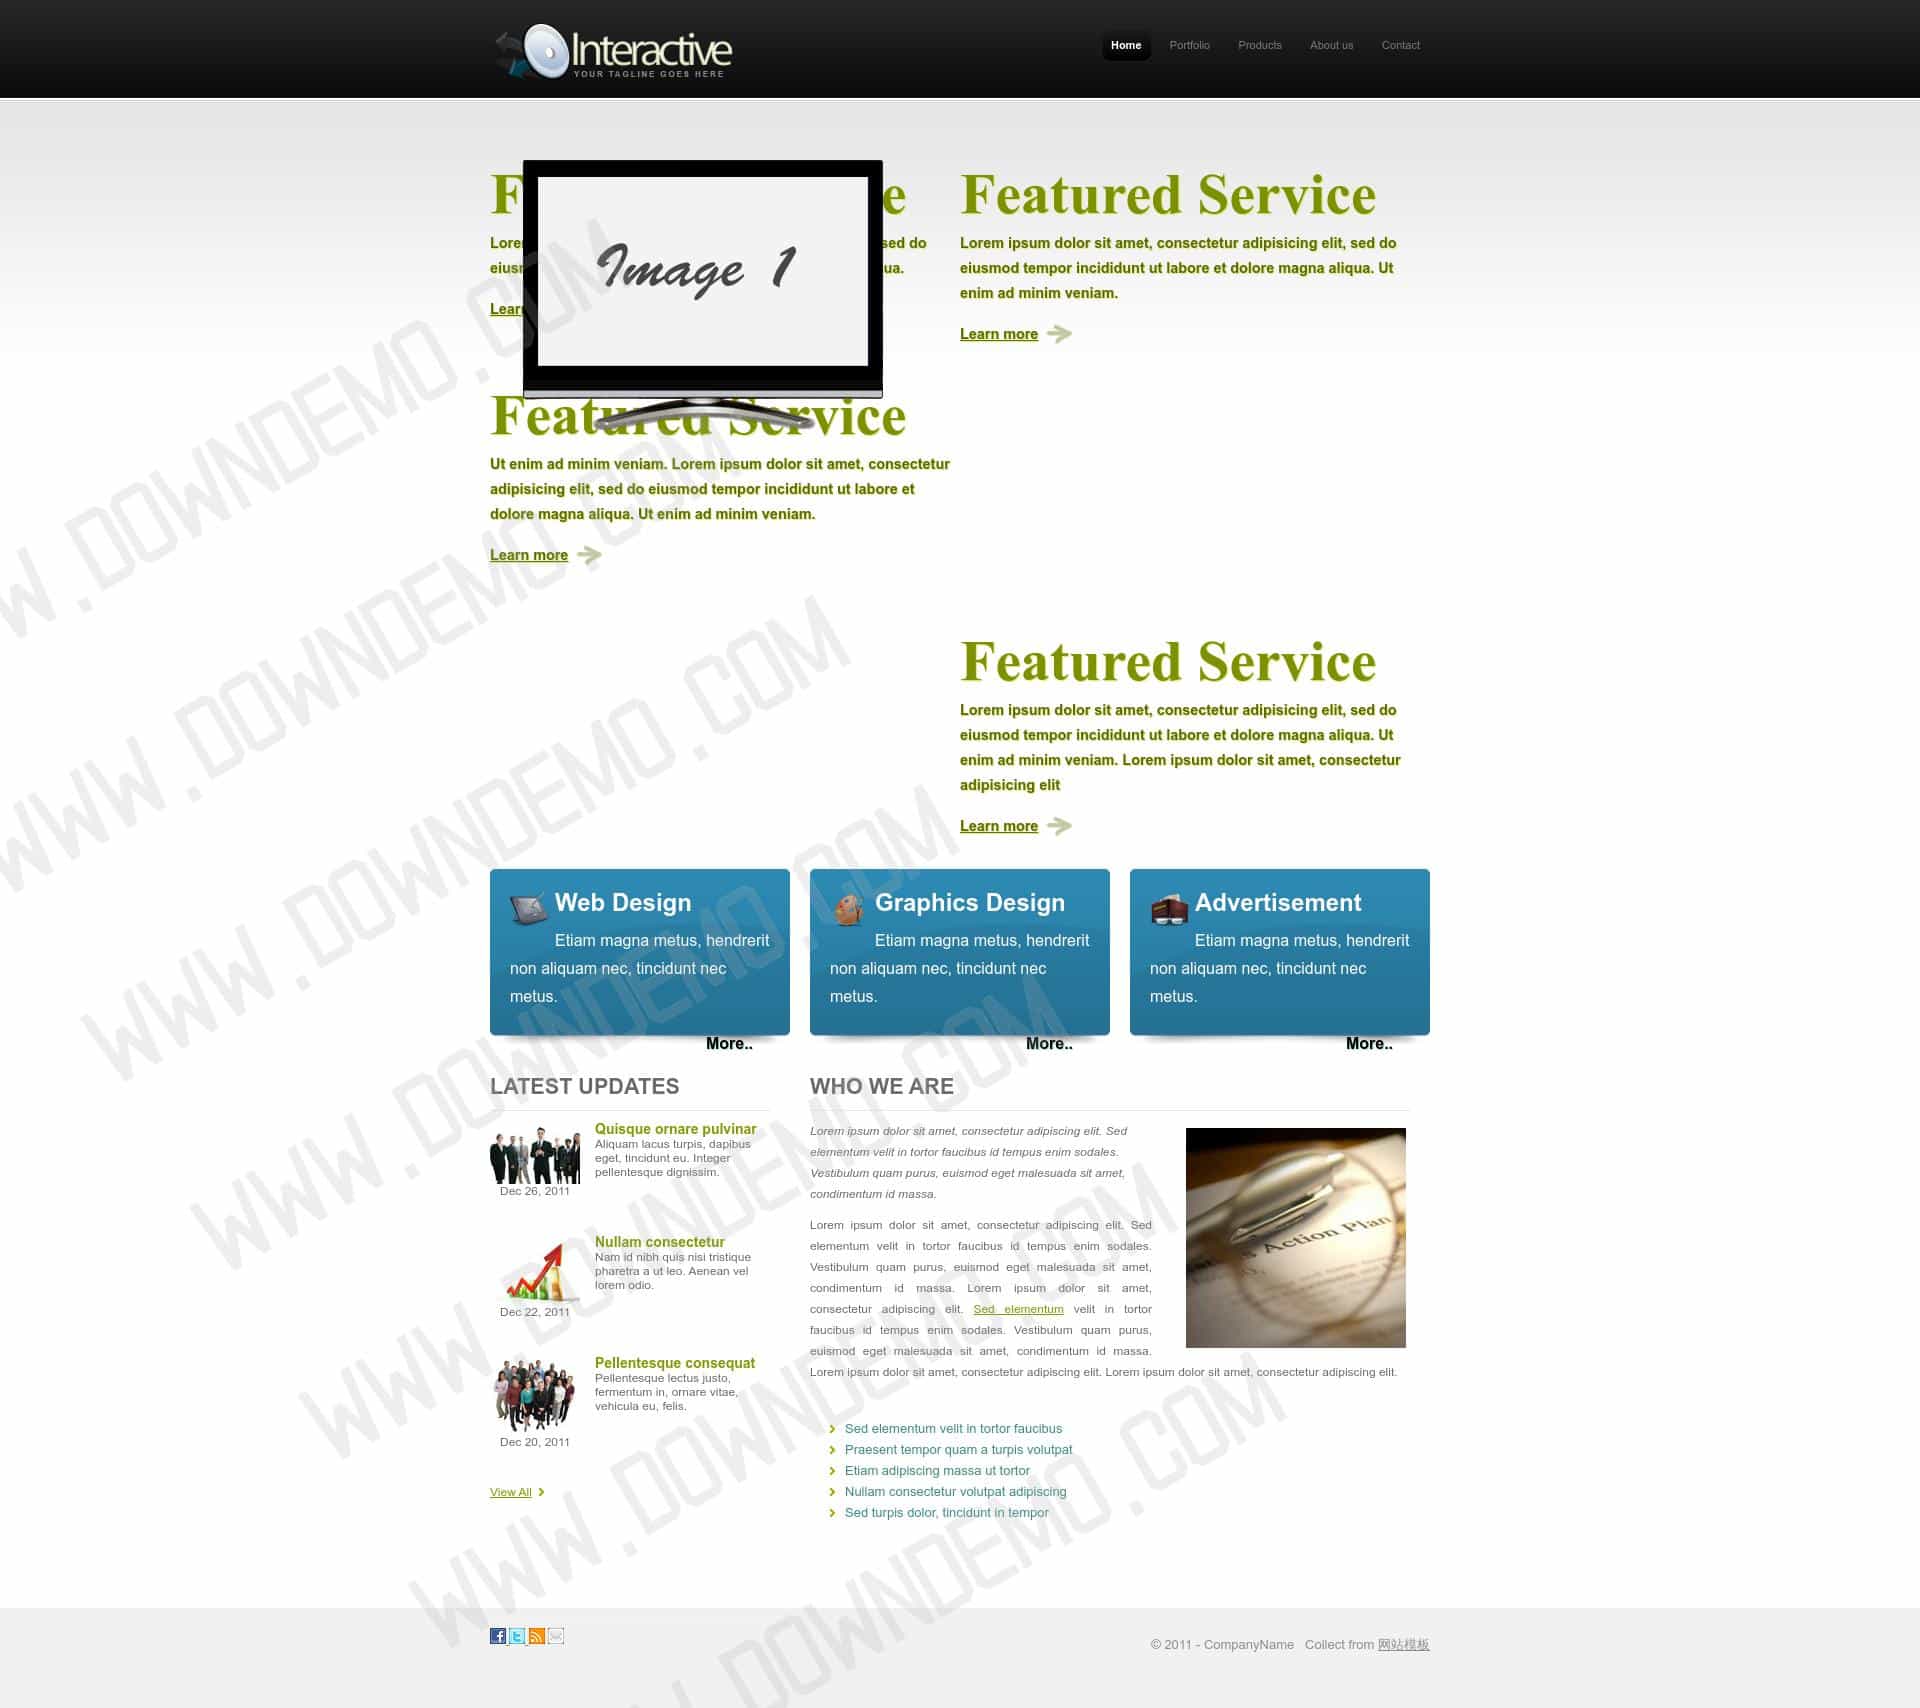 Interactive
YOUR TAGLINE GOES HERE
Home
Portfolio
Products
About us
Contact
F e
Lore sed do
eius ua.
Lear
Image 1
Featured Service
Lorem ipsum dolor sit amet, consectetur adipisicing elit, sed do
eiusmod tempor incididunt ut labore et dolore magna aliqua. Ut
enim ad minim veniam.
Learn more
Featured Service
Ut enim ad minim veniam. Lorem ipsum dolor sit amet, consectetur
adipisicing elit, sed do eiusmod tempor incididunt ut labore et
dolore magna aliqua. Ut enim ad minim veniam.
Learn more
Featured Service
Lorem ipsum dolor sit amet, consectetur adipisicing elit, sed do
eiusmod tempor incididunt ut labore et dolore magna aliqua. Ut
enim ad minim veniam. Lorem ipsum dolor sit amet, consectetur
adipisicing elit
Learn more
Web Design
Etiam magna metus, hendrerit
non aliquam nec, tincidunt nec
metus.
More..
Graphics Design
Etiam magna metus, hendrerit
non aliquam nec, tincidunt nec
metus.
More..
Advertisement
Etiam magna metus, hendrerit
non aliquam nec, tincidunt nec
metus.
More..
LATEST UPDATES
Quisque ornare pulvinar
Aliquam lacus turpis, dapibus
eget, tincidunt eu. Integer
pellentesque dignissim.
Dec 26, 2011
Nullam consectetur
Nam id nibh quis nisi tristique
pharetra a ut leo. Aenean vel
lorem odio.
Dec 22, 2011
Pellentesque consequat
Pellentesque lectus justo,
fermentum in, ornare vitae,
vehicula eu, felis.
Dec 20, 2011
View All
WHO WE ARE
Lorem ipsum dolor sit amet, consectetur adipiscing elit. Sed
elementum velit in tortor faucibus id tempus enim sodales.
Vestibulum quam purus, euismod eget malesuada sit amet,
condimentum id massa.
Lorem ipsum dolor sit amet, consectetur adipiscing elit. Sed
elementum velit in tortor faucibus id tempus enim sodales.
Vestibulum quam purus, euismod eget malesuada sit amet,
condimentum id massa. Lorem ipsum dolor sit amet,
consectetur adipiscing elit. Sed elementum velit in tortor
faucibus id tempus enim sodales. Vestibulum quam purus,
euismod eget malesuada sit amet, condimentum id massa.
Lorem ipsum dolor sit amet, consectetur adipiscing elit. Lorem ipsum dolor sit amet, consectetur adipiscing elit.
Action Plan
Sed elementum velit in tortor faucibus
Praesent tempor quam a turpis volutpat
Etiam adipiscing massa ut tortor
Nullam consectetur volutpat adipiscing
Sed turpis dolor, tincidunt in tempor
© 2011 - CompanyName Collect from 网站模板
WWW.DOWNDEMO.COM
WWW.DOWNDEMO.COM
WWW.DOWNDEMO.COM
WWW.DOWNDEMO.COM
WWW.DOWNDEMO.COM
WWW.DOWNDEMO.COM